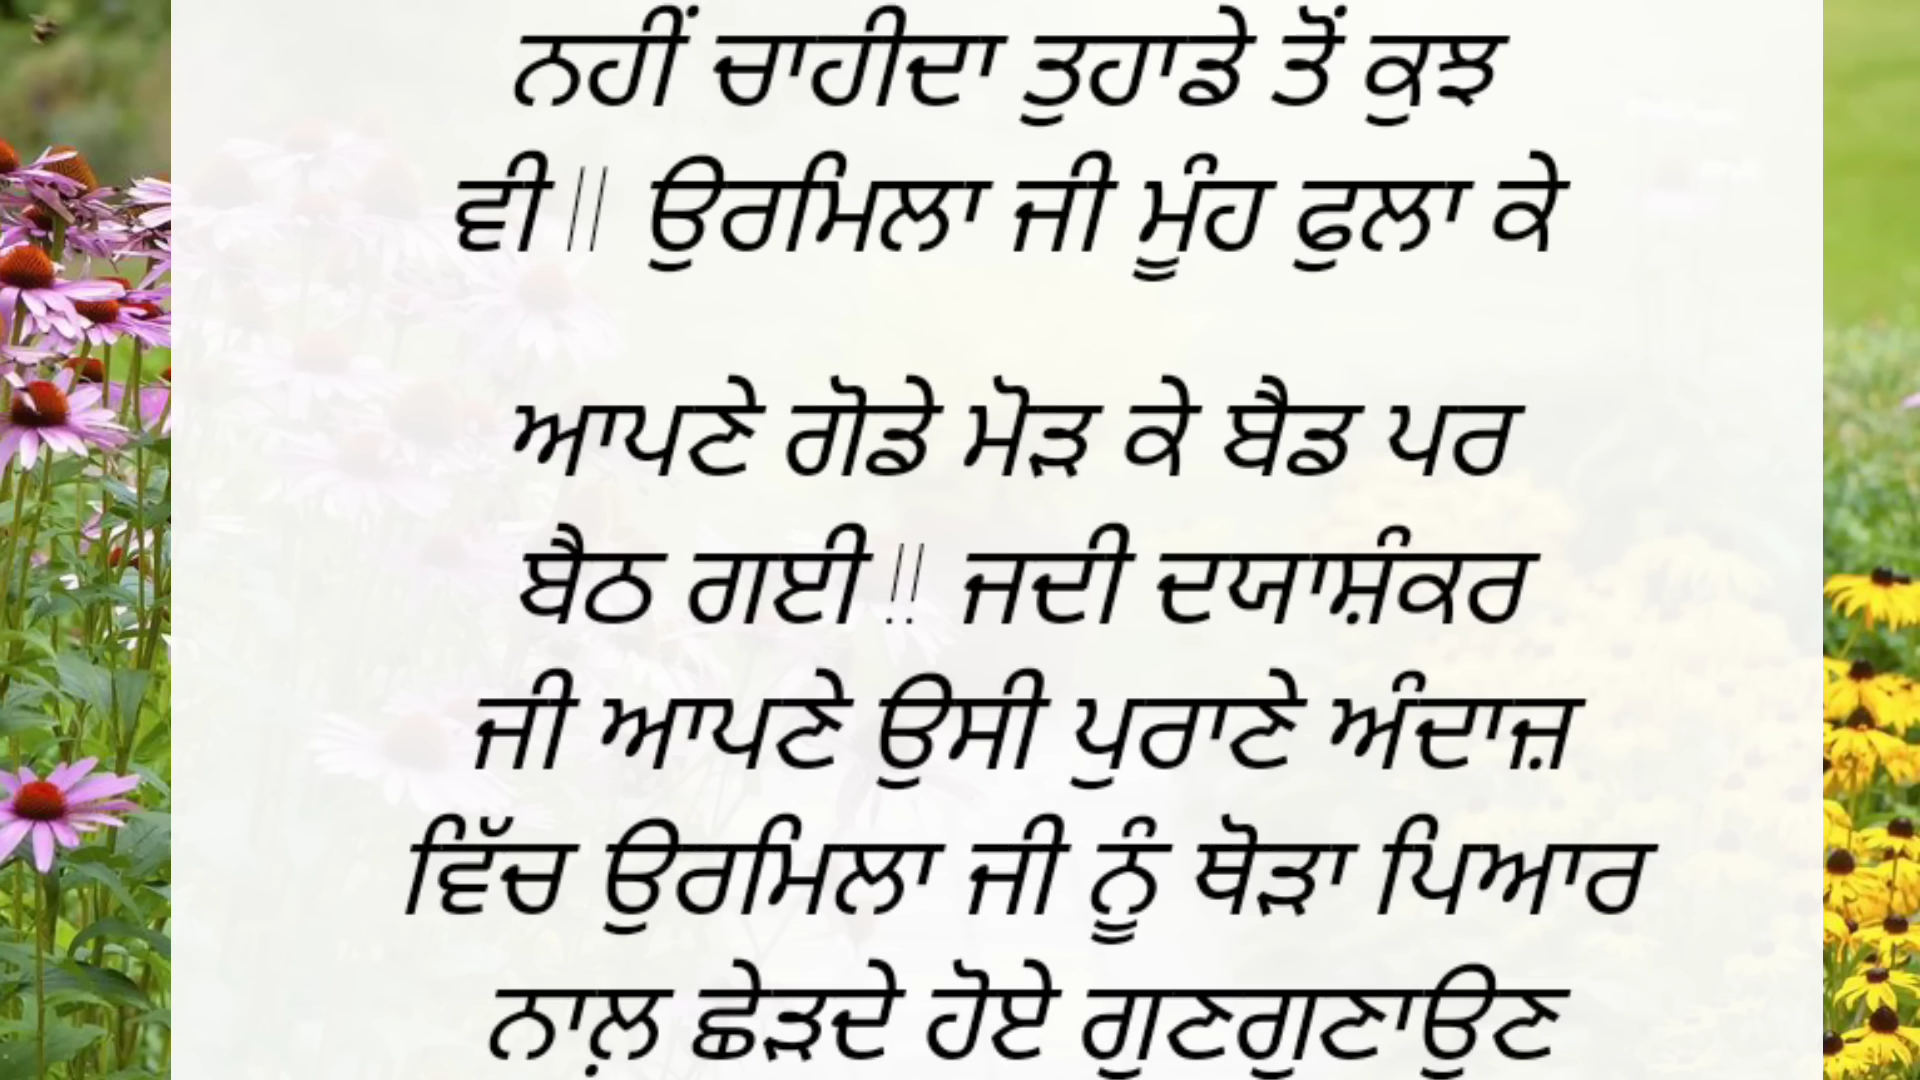 ਨਹੀਂ ਚਾਹੀਦਾ ਤੁਹਾਡੇ ਤੋਂ ਕੁਝ
ਵੀ|| ਉਰਮਿਲਾ ਜੀ ਮੂੰਹ ਫੁਲਾ ਕੇ
ਆਪਣੇ ਗੋਡੇ ਮੋੜ ਕੇ ਬੈਡ ਪਰ
ਬੈਠ ਗਈ!! ਜਦੀ ਦਯਾਸ਼ੰਕਰ
ਜੀ ਆਪਣੇ ਉਸੀ ਪੁਰਾਣੇ ਅੰਦਾਜ਼
ਵਿੱਚ ਉਰਮਿਲਾ ਜੀ ਨੂੰ ਥੋੜਾ ਪਿਆਰ
ਨਾਲ਼ ਛੇੜਦੇ ਹੋਏ ਗੁਣਗੁਣਾਉਣ